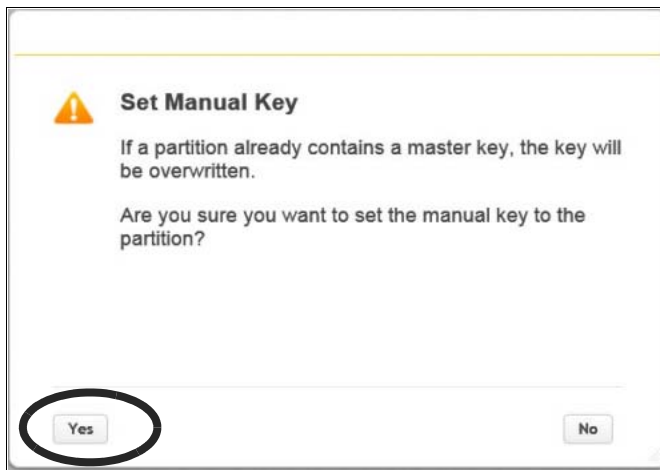 Set Manual Key
If a partition already contains a master key, the key will
be overwritten.
Are you sure you want to set the manual key to the
partition?
Yes
No